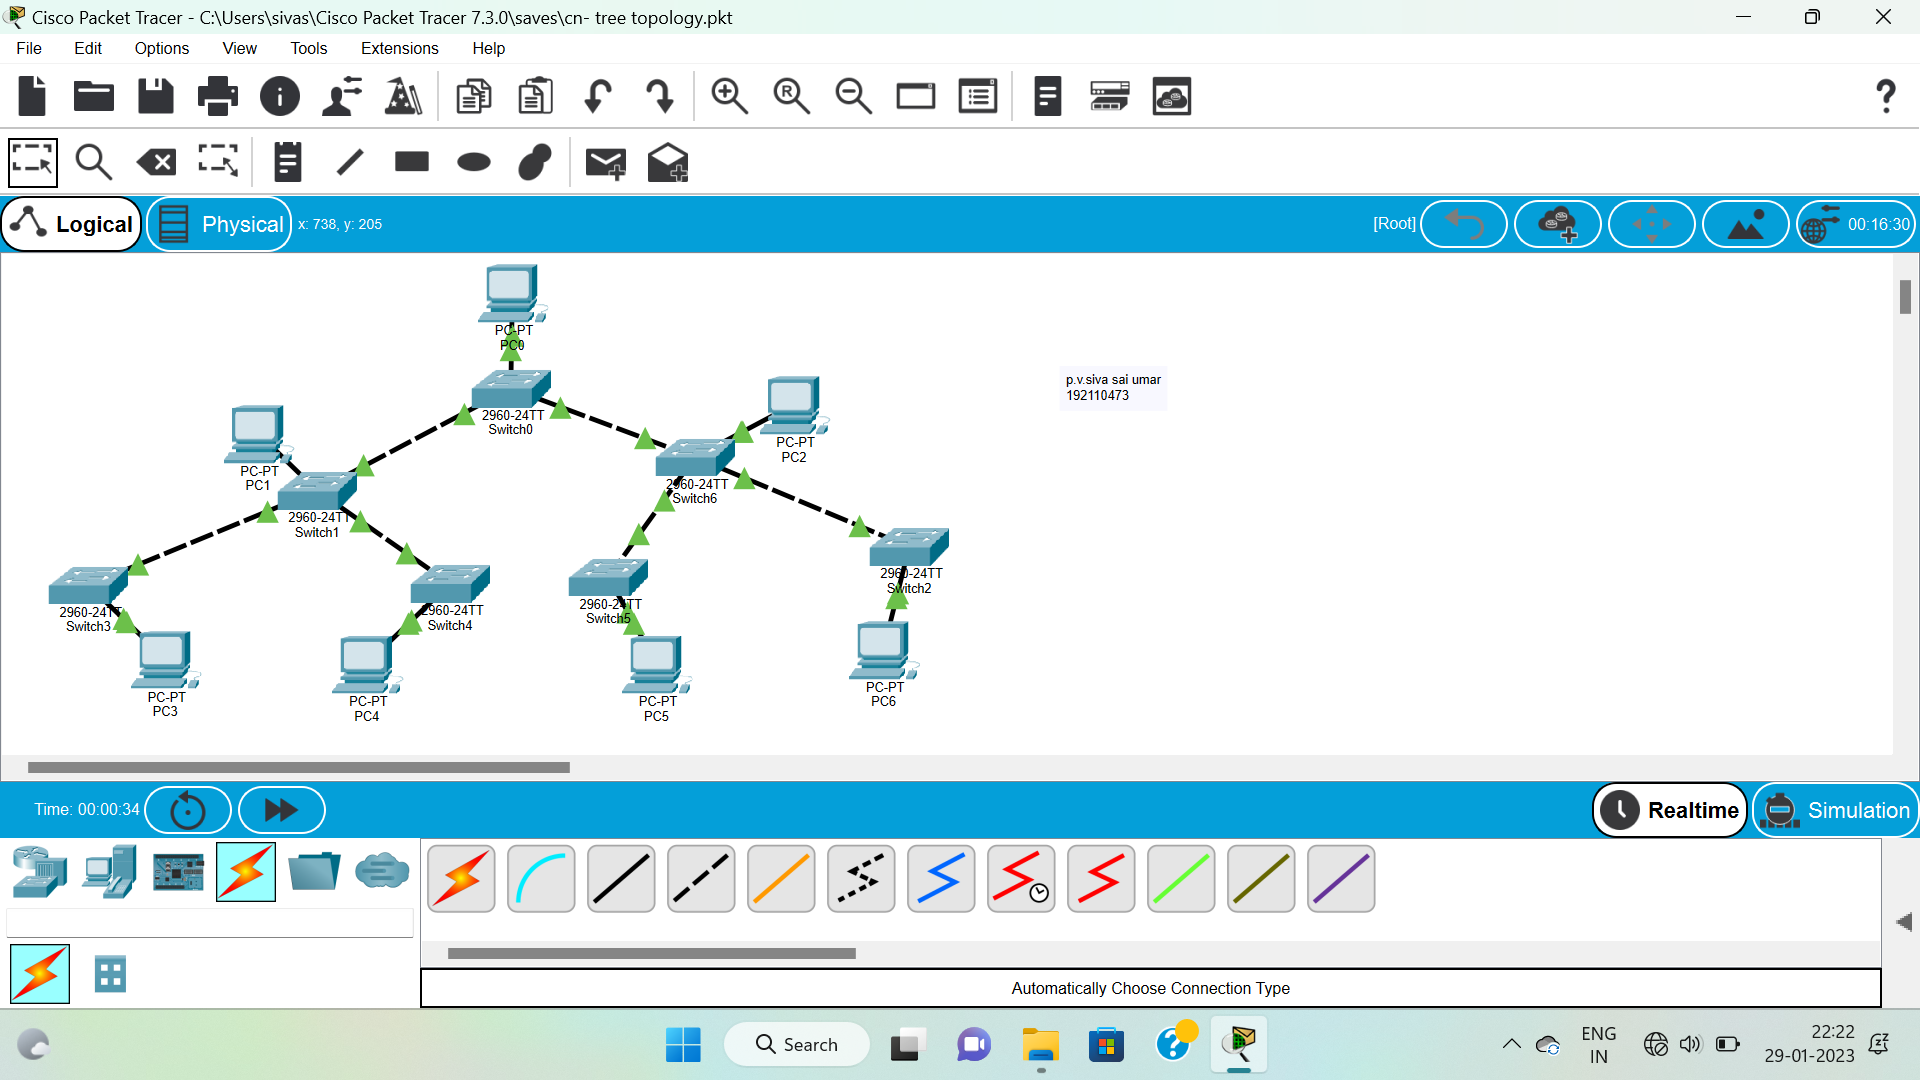 Cisco Packet Tracer - C:\Users\sivas\Cisco Packet Tracer 7.3.0\saves\cn- tree topology.pkt
File Edit Options View Tools Extensions Help
Logical Physical x: 738, y: 205 [Root] 00:16:30
PC-PT
PC0
2960-24TT
Switch0
p.v.siva sai umar
192110473
PC-PT
PC2
PC-PT
PC1
2960-24TT
Switch6
2960-24TT
Switch1
2960-24TT
Switch2
2960-24TT
Switch3
2960-24TT
Switch4
2960-24TT
Switch5
PC-PT
PC3
PC-PT
PC4
PC-PT
PC5
PC-PT
PC6
Time: 00:00:34 Realtime Simulation
Automatically Choose Connection Type
Search
ENG
IN
22:22
29-01-2023